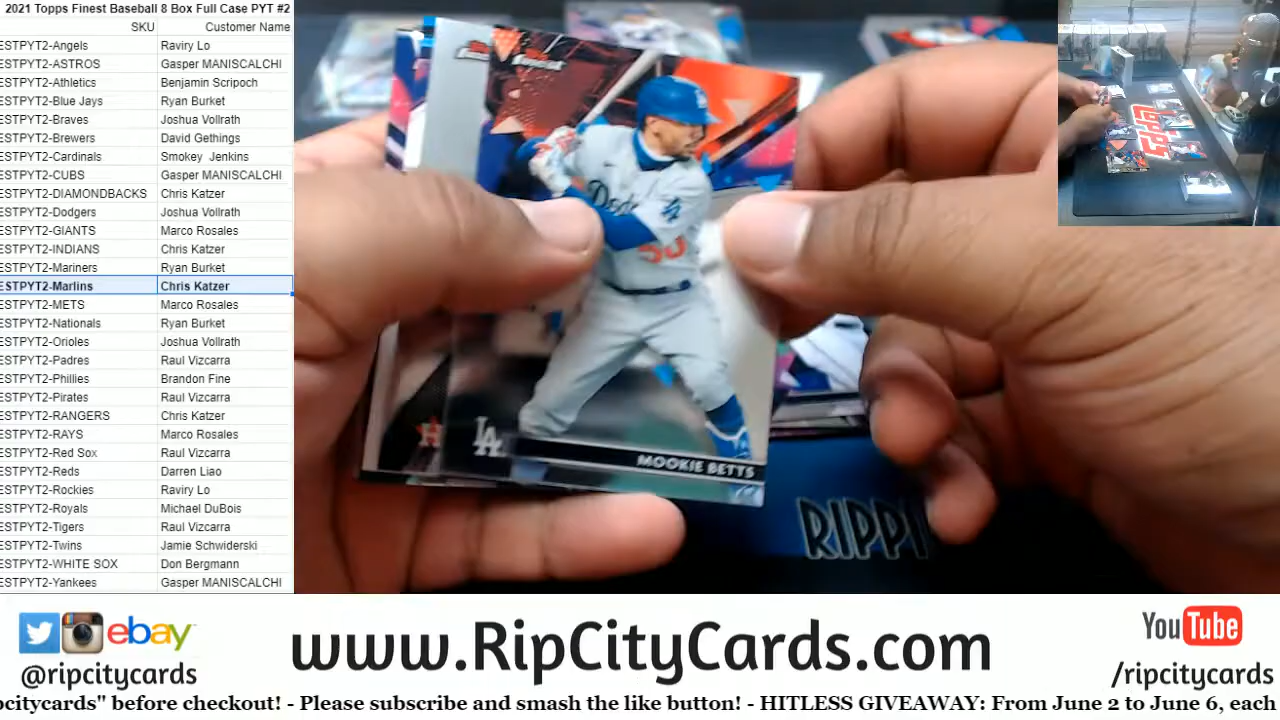 2021 Topps Finest Baseball 8 Box Full Case PYT #2
SKU Customer Name
ESTPYT2-Angels Raviry Lo
ESTPYT2-ASTROS Gasper MANISCALCHI
ESTPYT2-Athletics Benjamin Scripoch
ESTPYT2-Blue Jays Ryan Burket
ESTPYT2-Braves Joshua Vollrath
ESTPYT2-Brewers David Gethings
ESTPYT2-Cardinals Smokey Jenkins
ESTPYT2-CUBS Gasper MANISCALCHI
ESTPYT2-DIAMONDBACKS Chris Katzer
ESTPYT2-Dodgers Joshua Vollrath
ESTPYT2-GIANTS Marco Rosales
ESTPYT2-INDIANS Chris Katzer
ESTPYT2-Mariners Ryan Burket
ESTPYT2-Marlins Chris Katzer
ESTPYT2-METS Marco Rosales
ESTPYT2-Nationals Ryan Burket
ESTPYT2-Orioles Joshua Vollrath
ESTPYT2-Padres Raul Vizcarra
ESTPYT2-Phillies Brandon Fine
ESTPYT2-Pirates Raul Vizcarra
ESTPYT2-RANGERS Chris Katzer
ESTPYT2-RAYS Marco Rosales
ESTPYT2-Red Sox Raul Vizcarra
ESTPYT2-Reds Darren Liao
ESTPYT2-Rockies Raviry Lo
ESTPYT2-Royals Michael DuBois
ESTPYT2-Tigers Raul Vizcarra
ESTPYT2-Twins Jamie Schwiderski
ESTPYT2-WHITE SOX Don Bergmann
ESTPYT2-Yankees Gasper MANISCALCHI
Topps
Dod
50
H
LA
MOOKIE BETTS
RIPPI
ebay
@ripcitycards
www.RipCityCards.com
YouTube
/ripcitycards
pcitycards" before checkout! - Please subscribe and smash the like button! - HITLESS GIVEAWAY: From June 2 to June 6, each